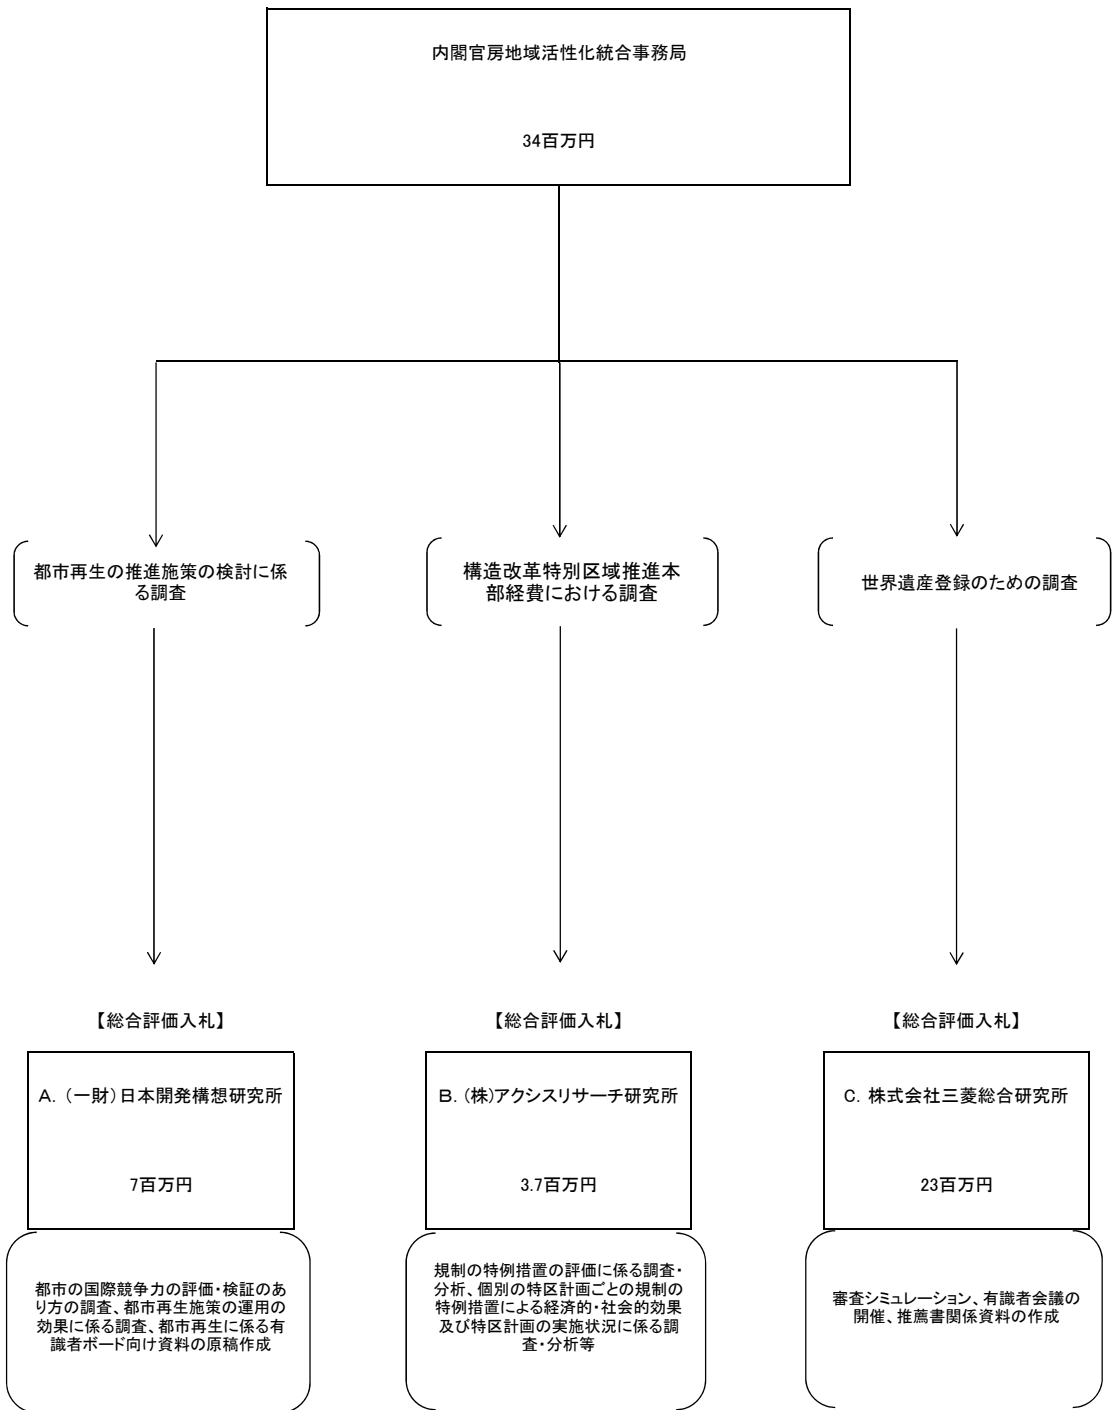 内閣官房地域活性化統合事務局
34百万円
都市再生の推進施策の検討に係
る調査
構造改革特別区域推進本
部経費における調査
世界遺産登録のための調査
【総合評価入札】
A．（一財）日本開発構想研究所
7百万円
都市の国際競争力の評価・検証のあ
り方の調査、都市再生施策の運用の
効果に係る調査、都市再生に係る有
識者ボード向け資料の原稿作成
【総合評価入札】
B．（株）アクシスリサーチ研究所
3.7百万円
規制の特例措置の評価に係る調査・
分析、個別の特区計画ごとの規制の
特例措置による経済的・社会的効果
及び特区計画の実施状況に係る調
査・分析等
【総合評価入札】
C．株式会社三菱総合研究所
23百万円
審査シミュレーション、有識者会議の
開催、推薦書関係資料の作成